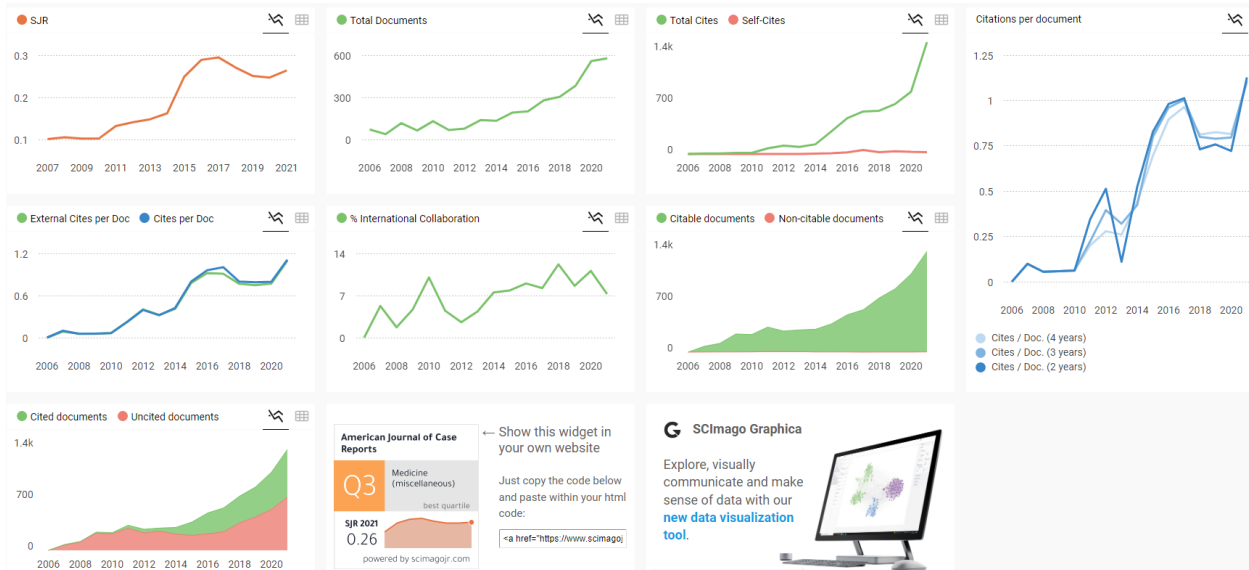 SJR
0.3
0.2
0.1
2007 2009 2011 2013 2015 2017 2019 2021
Total Documents
600
300
0
2006 2008 2010 2012 2014 2016 2018 2020
Total Cites Self-Cites
1.4k
700
0
2006 2008 2010 2012 2014 2016 2018 2020
Citations per document
1.25
1
0.75
0.5
0.25
0
2006 2008 2010 2012 2014 2016 2018 2020
Cites / Doc. (4 years)
Cites / Doc. (3 years)
Cites / Doc. (2 years)
External Cites per Doc Cites per Doc
1.2
0.6
0
2006 2008 2010 2012 2014 2016 2018 2020
% International Collaboration
14
7
0
2006 2008 2010 2012 2014 2016 2018 2020
Citable documents Non-citable documents
1.4k
700
0
2006 2008 2010 2012 2014 2016 2018 2020
Cited documents Uncited documents
1.4k
700
0
2006 2008 2010 2012 2014 2016 2018 2020
American Journal of Case
Reports
Q3
Medicine
(miscellaneous)
best quartile
SJR 2021
0.26
powered by scimagojr.com
← Show this widget in
your own website
Just copy the code below
and paste within your html
code:
<a href="https://www.scimagoj
SCImago Graphica
Explore, visually
communicate and make
sense of data with our
new data visualization
tool.